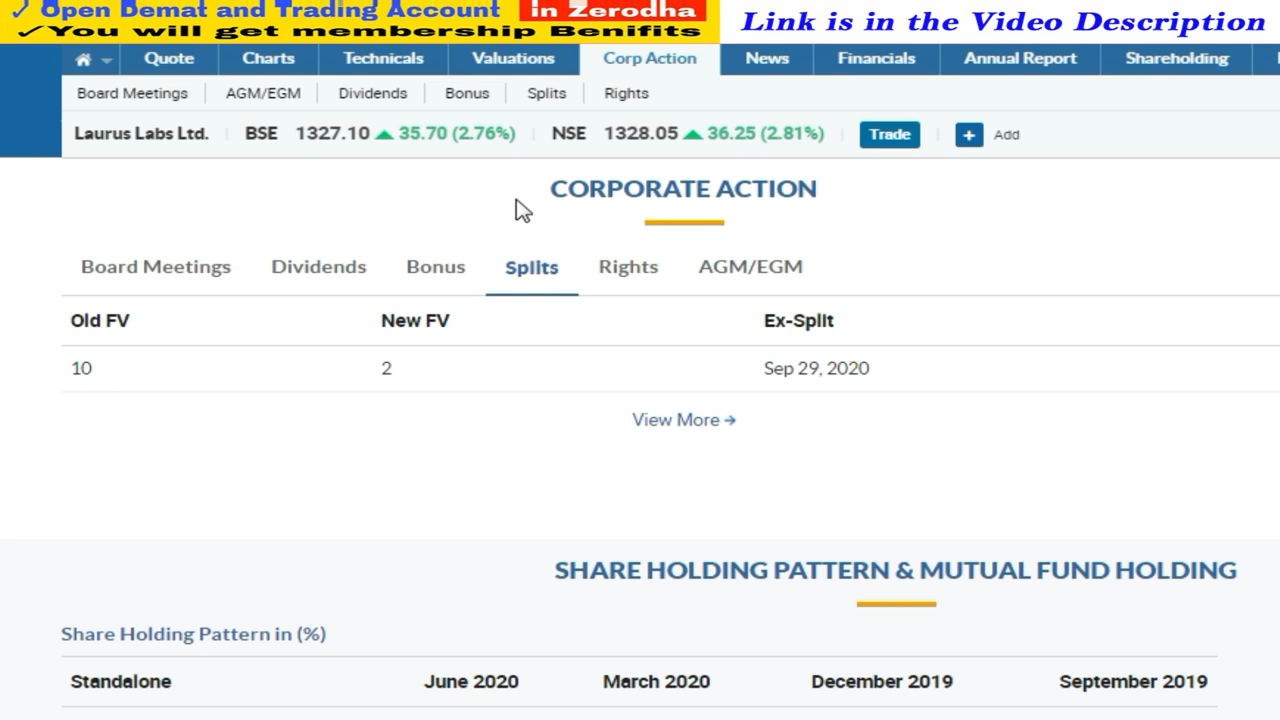 ✓ Open Demat and Trading Account In Zerodha
✓You will get membership Benifits
Link is in the Video Description
Quote Charts Technicals Valuations Corp Action News Financials Annual Report Shareholding
Board Meetings AGM/EGM Dividends Bonus Splits Rights
Laurus Labs Ltd. BSE 1327.10 ▲ 35.70 (2.76%) NSE 1328.05 ▲ 36.25 (2.81%) Trade + Add
CORPORATE ACTION
Board Meetings Dividends Bonus Splits Rights AGM/EGM
Old FV New FV Ex-Split
10 2 Sep 29, 2020
View More →
SHARE HOLDING PATTERN & MUTUAL FUND HOLDING
Share Holding Pattern in (%)
Standalone June 2020 March 2020 December 2019 September 2019